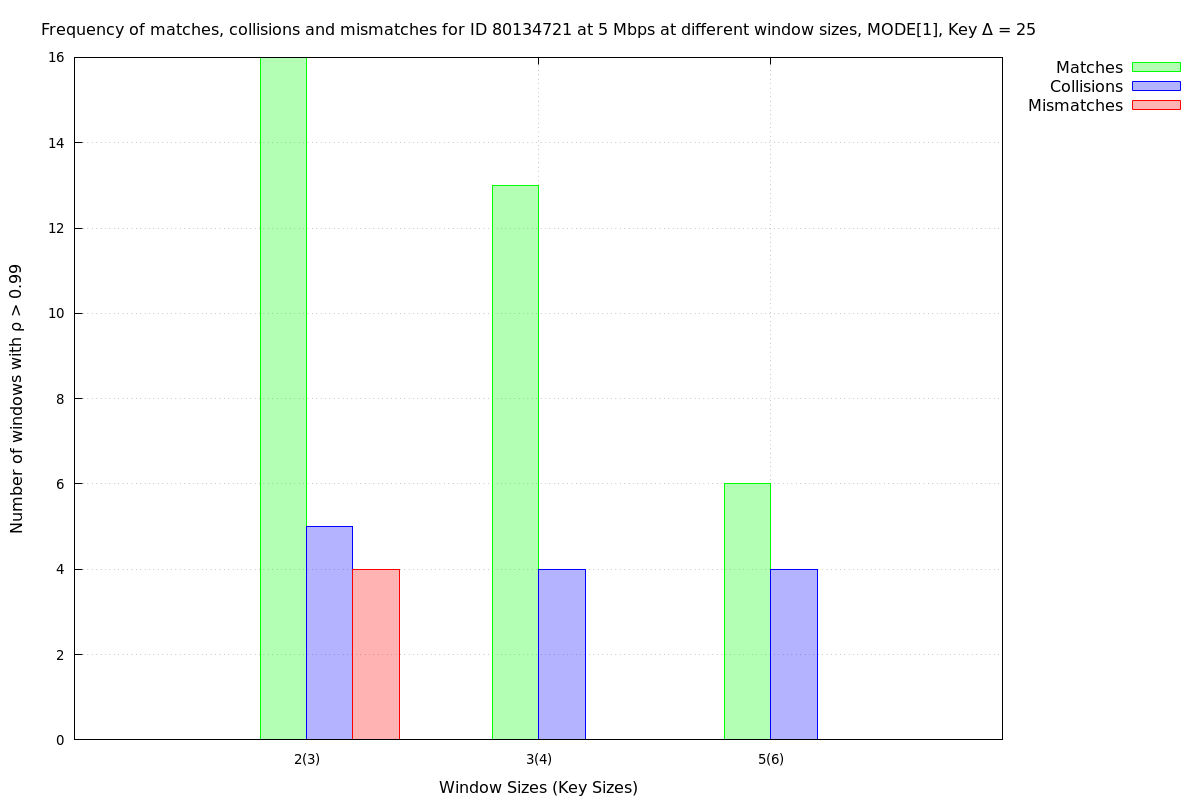 Frequency of matches, collisions and mismatches for ID 80134721 at 5 Mbps at different window sizes, MODE[1], Key Δ = 25
Matches
Collisions
Mismatches
Number of windows with ρ > 0.99
16
14
12
10
8
6
4
2
0
2(3)
3(4)
5(6)
Window Sizes (Key Sizes)